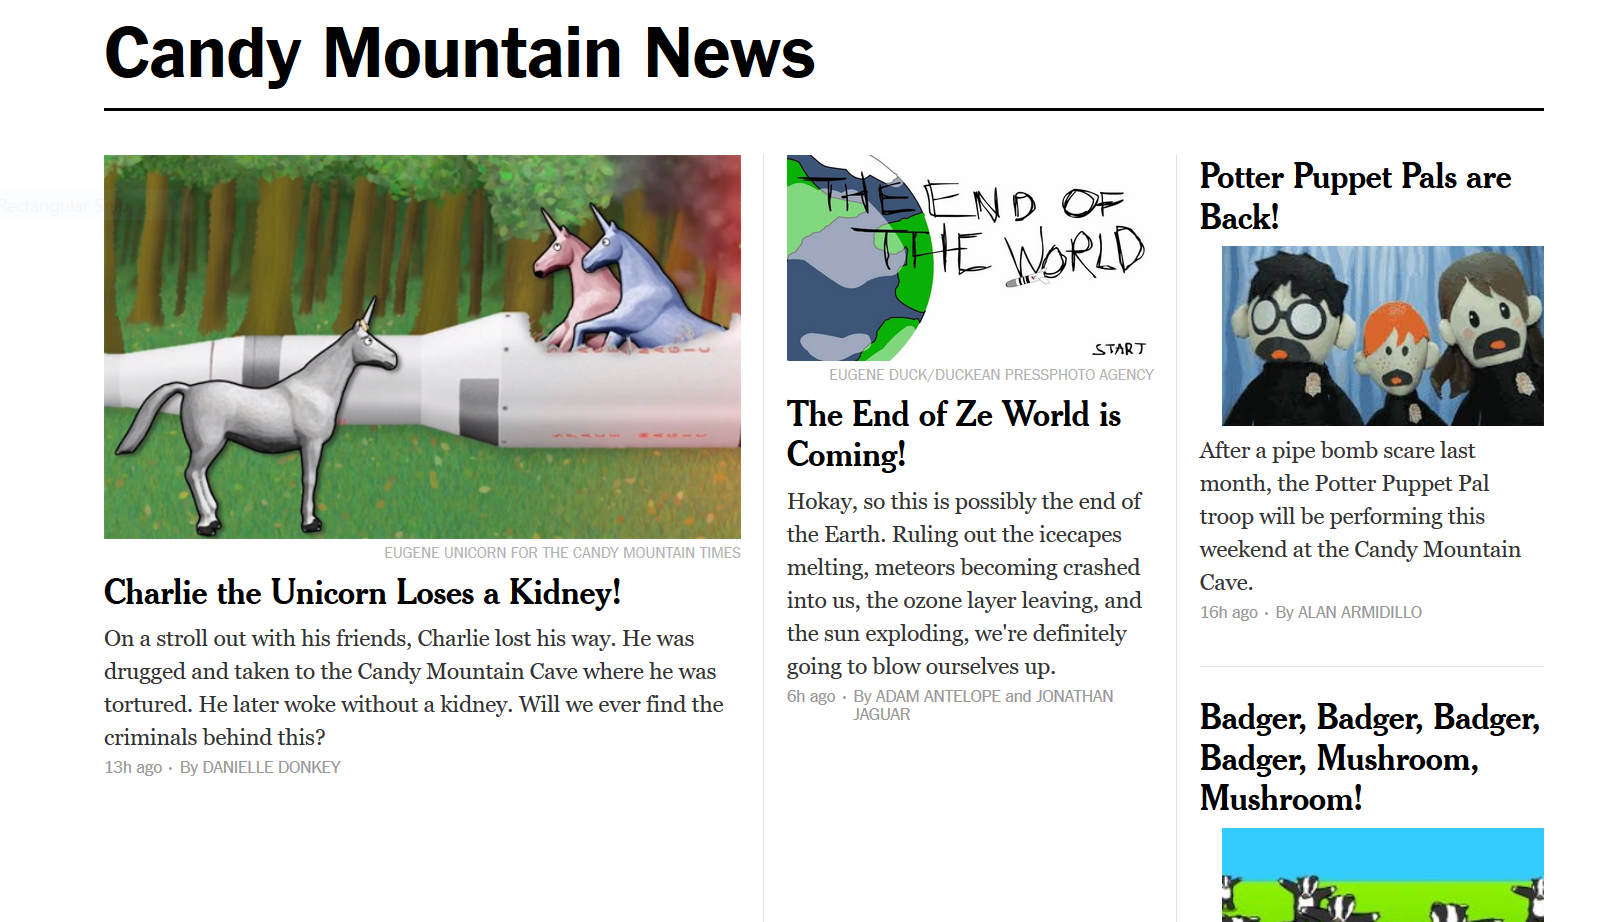 Candy Mountain News
THE END OF
THE WORLD
START
SPACE MAGIC
SPACE MAGIC
EUGENE UNICORN FOR THE CANDY MOUNTAIN TIMES
Charlie the Unicorn Loses a Kidney!
On a stroll out with his friends, Charlie lost his way. He was
drugged and taken to the Candy Mountain Cave where he was
tortured. He later woke without a kidney. Will we ever find the
criminals behind this?
13h ago · By DANIELLE DONKEY
EUGENE DUCK/DUCKEAN PRESSPHOTO AGENCY
The End of Ze World is
Coming!
Hokay, so this is possibly the end of
the Earth. Ruling out the icecapes
melting, meteors becoming crashed
into us, the ozone layer leaving, and
the sun exploding, we're definitely
going to blow ourselves up.
6h ago · By ADAM ANTELOPE and JONATHAN
JAGUAR
Potter Puppet Pals are
Back!
After a pipe bomb scare last
month, the Potter Puppet Pal
troop will be performing this
weekend at the Candy Mountain
Cave.
16h ago · By ALAN ARMIDILLO
Badger, Badger, Badger,
Badger, Mushroom,
Mushroom!
Rectangular Snip